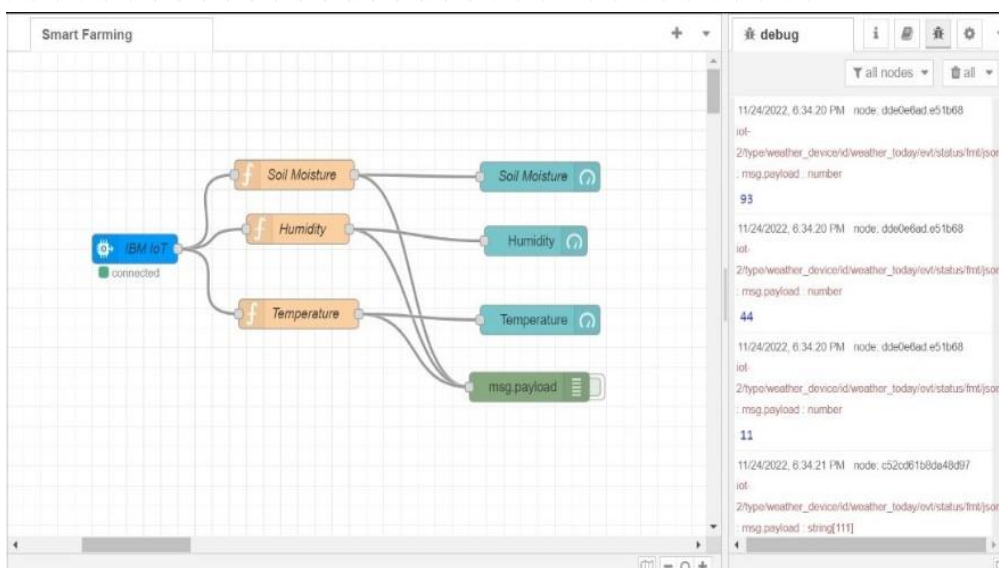 Smart Farming
debug
i
all nodes
all
Soil Moisture
Soil Moisture
Humidity
Humidity
IBM IoT
connected
Temperature
Temperature
msg.payload
11/24/2022, 6:34:20 PM node: dde0e6ad.e51b68
iot-
2/type/weather_device/id/weather_today/evt/status/fmt/json
: msg.payload : number
93
11/24/2022, 6:34:20 PM node: dde0e6ad.e51b68
iot-
2/type/weather_device/id/weather_today/evt/status/fmt/json
: msg.payload : number
44
11/24/2022, 6:34:20 PM node: dde0e6ad.e51b68
iot-
2/type/weather_device/id/weather_today/evt/status/fmt/json
: msg.payload : number
11
11/24/2022, 6:34:21 PM node: c52cd61b8da48d97
iot-
2/type/weather_device/id/weather_today/evt/status/fmt/json
: msg.payload : string[111]